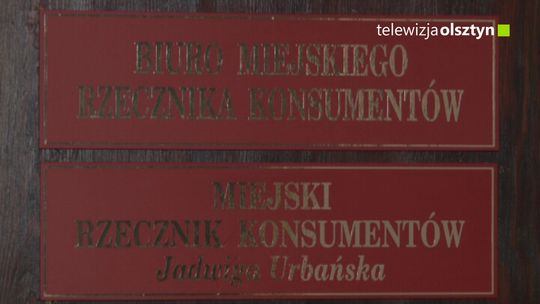 telewizjaolsztyn
BIURO MIEJSKIEGO
RZECZNIKA KONSUMENTÓW
MIEJSKI
RZECZNIK KONSUMENTÓW
Jadwiga Urbańska